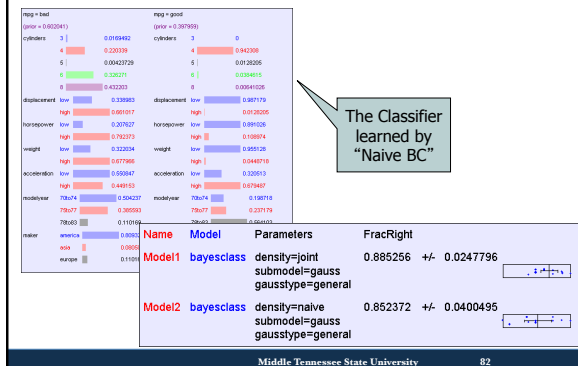 mpg = bad mpg = good
(prior = 0.602041) (prior = 0.397959)
cylinders 3 0.0169492 cylinders 3 0
4 0.220339 4 0.942308
5 0.00423729 5 0.0128205
6 0.326271 6 0.0384615
8 0.432203 8 0.00641026
displacement low 0.338983 displacement low 0.987179
high 0.661017 high 0.0128205
horsepower low 0.207627 horsepower low 0.891026
high 0.792373 high 0.108974
weight low 0.322034 weight low 0.955128
high 0.677966 high 0.0448718
acceleration low 0.550847 acceleration low 0.320513
high 0.449153 high 0.679487
modelyear 70to74 0.504237 modelyear 70to74 0.198718
75to77 0.385593 75to77 0.237179
78to83 0.110169 78to83 0.564103
maker america
asia
europe
The Classifier
learned by
“Naive BC”
Name Model Parameters FracRight
Model1 bayesclass density=joint 0.885256 +/- 0.0247796
submodel=gauss
gausstype=general
Model2 bayesclass density=naive 0.852372 +/- 0.0400495
submodel=gauss
gausstype=general
Middle Tennessee State University 82